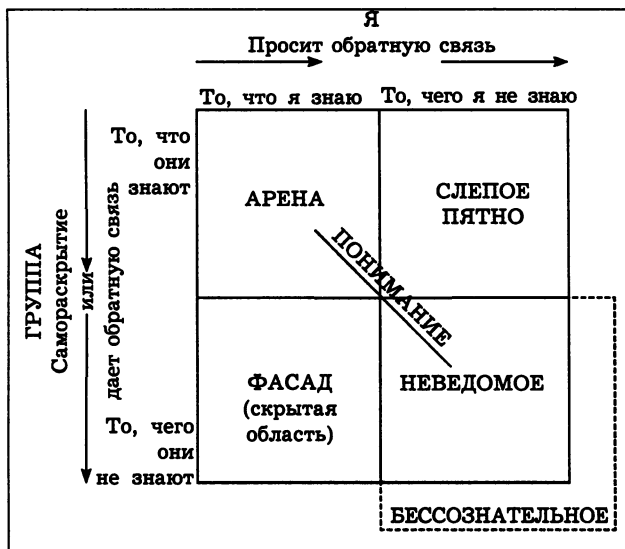 Я
Просит обратную связь
То, что я знаю
То, чего я не знаю
ГРУППА
Самораскрытие
или
дает обратную связь
То, что
они
знают
АРЕНА
СЛЕПОЕ
ПЯТНО
ПОНИМАНИЕ
То, чего
они
не знают
ФАСАД
(скрытая
область)
НЕВЕДОМОЕ
БЕССОЗНАТЕЛЬНОЕ